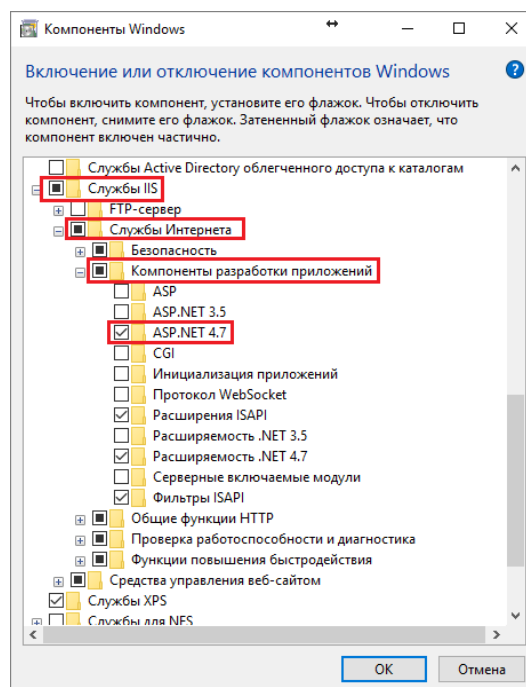 Компоненты Windows
Включение или отключение компонентов Windows
?
Чтобы включить компонент, установите его флажок. Чтобы отключить
компонент, снимите его флажок. Затененный флажок означает, что
компонент включен частично.
Службы Active Directory облегченного доступа к каталогам
Службы IIS
FTP-сервер
Службы Интернета
Безопасность
Компоненты разработки приложений
ASP
ASP.NET 3.5
ASP.NET 4.7
CGI
Инициализация приложений
Протокол WebSocket
Расширения ISAPI
Расширяемость .NET 3.5
Расширяемость .NET 4.7
Серверные включаемые модули
Фильтры ISAPI
Общие функции HTTP
Проверка работоспособности и диагностика
Функции повышения быстродействия
Средства управления веб-сайтом
Службы XPS
Службы для NFS
OK
Отмена